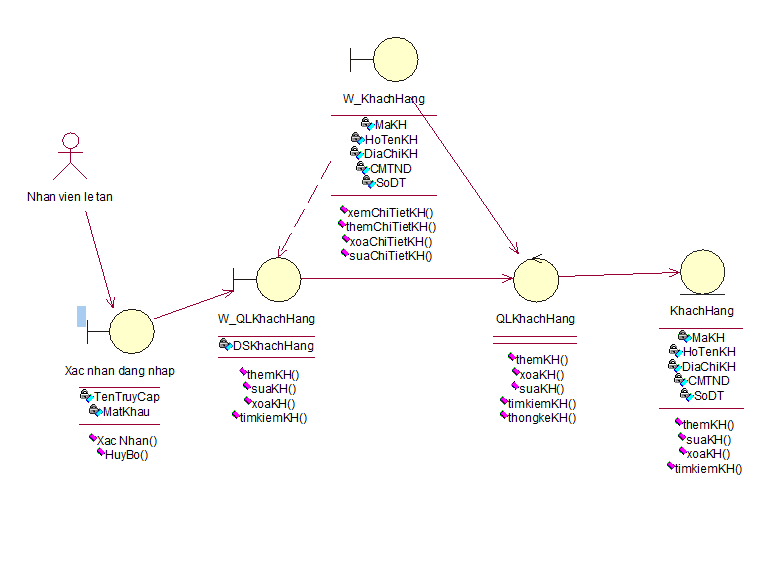 W_KhachHang
MaKH
HoTenKH
DiaChiKH
CMTND
SoDT
xemChiTietKH()
themChiTietKH()
xoaChiTietKH()
suaChiTietKH()
Nhan vien le tan
Xac nhan dang nhap
TenTruyCap
MatKhau
Xac Nhan()
HuyBo()
W_QLKhachHang
DSKhachHang
themKH()
suaKH()
xoaKH()
timkiemKH()
QLKhachHang
themKH()
xoaKH()
suaKH()
timkiemKH()
thongkeKH()
KhachHang
MaKH
HoTenKH
DiaChiKH
CMTND
SoDT
themKH()
suaKH()
xoaKH()
timkiemKH()